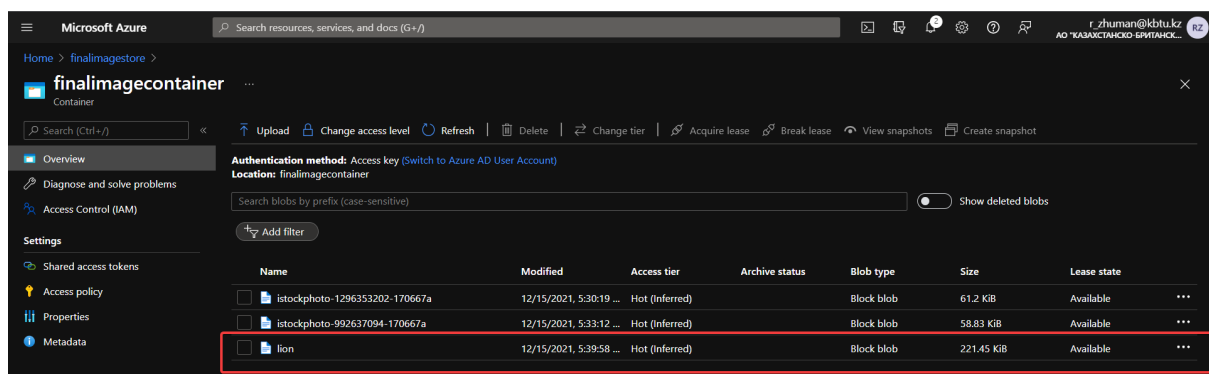 Microsoft Azure
Search resources, services, and docs (G+/)
2
r_zhuman@kbtu.kz
АО "КАЗАХСТАНСКО-БРИТАНСК...
RZ
Home > finalimagestore >
finalimagecontainer ...
Container
Search (Ctrl+/)
Upload Change access level Refresh Delete Change tier Acquire lease Break lease View snapshots Create snapshot
Overview
Diagnose and solve problems
Access Control (IAM)
Settings
Shared access tokens
Access policy
Properties
Metadata
Authentication method: Access key (Switch to Azure AD User Account)
Location: finalimagecontainer
Search blobs by prefix (case-sensitive)
Show deleted blobs
Add filter
Name Modified Access tier Archive status Blob type Size Lease state
istockphoto-1296353202-170667a 12/15/2021, 5:30:19 ... Hot (Inferred) Block blob 61.2 KiB Available ...
istockphoto-992637094-170667a 12/15/2021, 5:33:12 ... Hot (Inferred) Block blob 58.83 KiB Available ...
lion 12/15/2021, 5:39:58 ... Hot (Inferred) Block blob 221.45 KiB Available ...